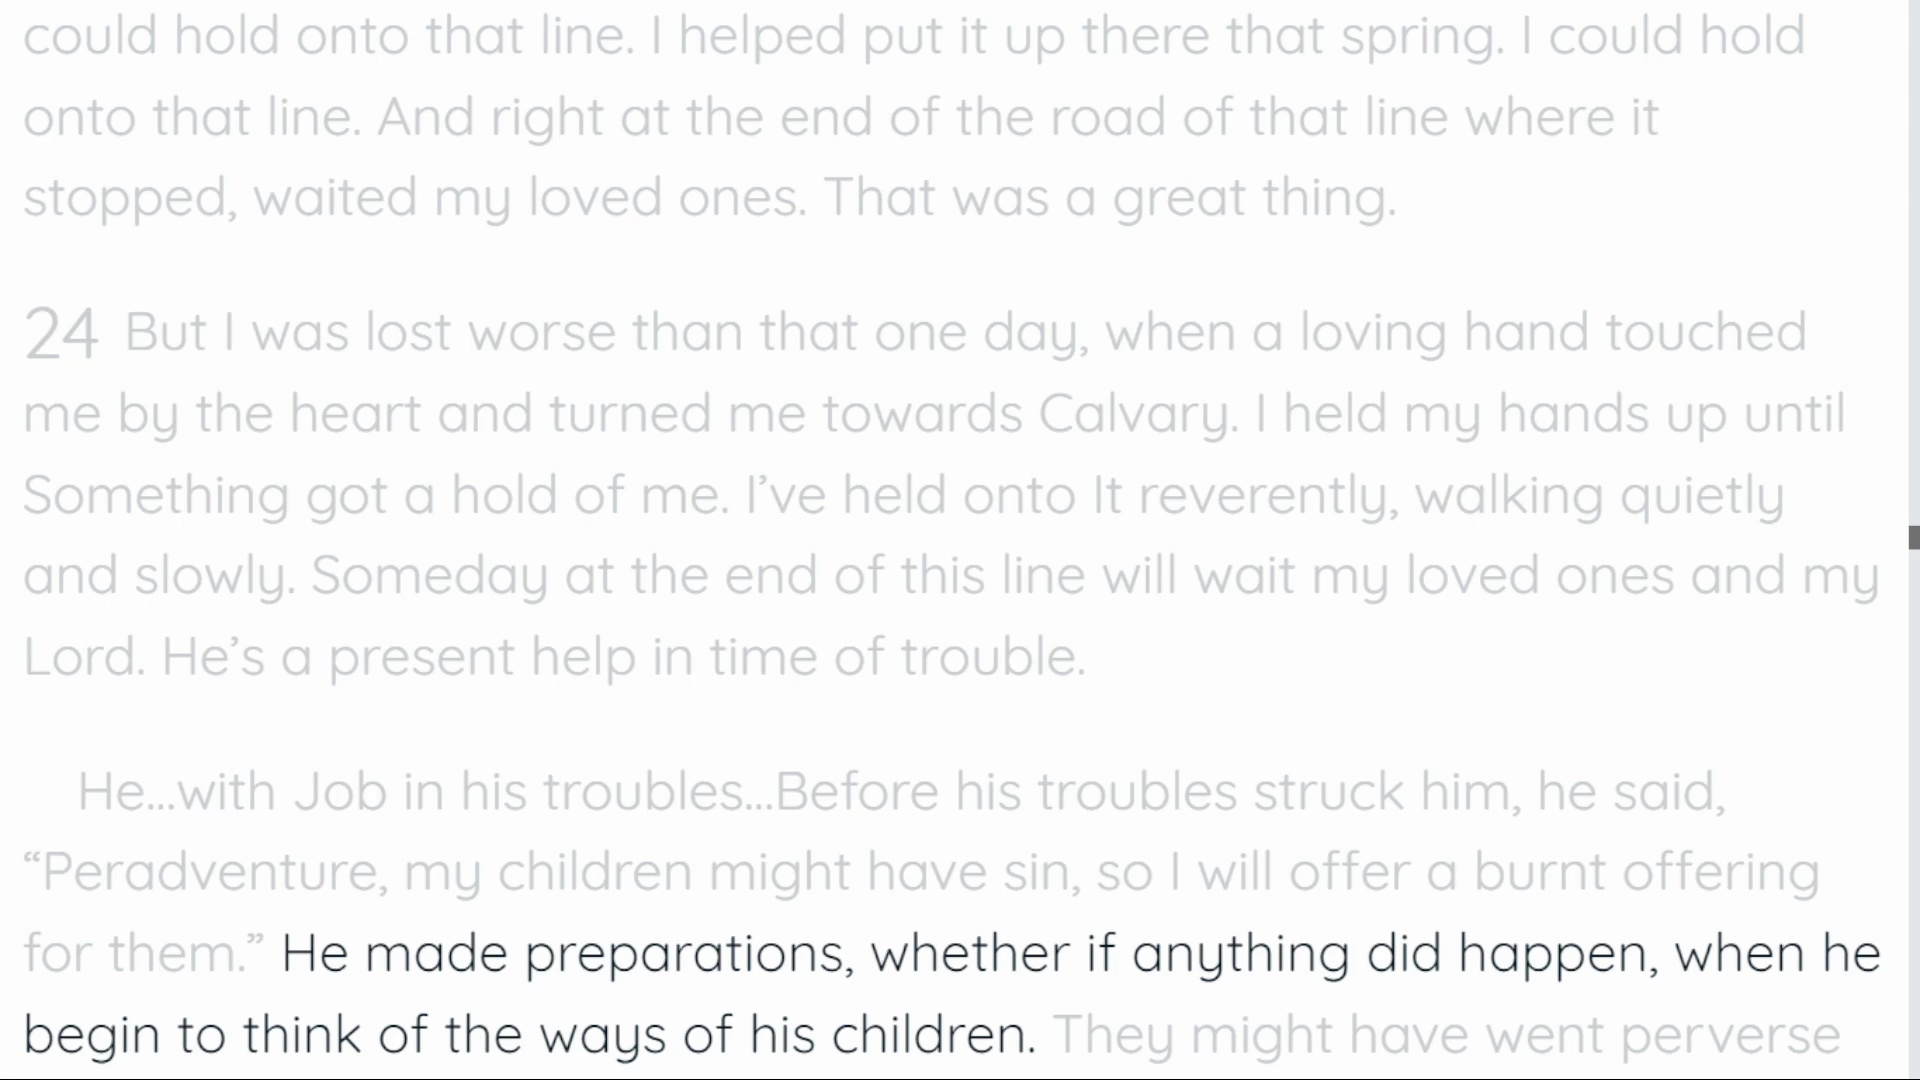 could hold onto that line. I helped put it up there that spring. I could hold
onto that line. And right at the end of the road of that line where it
stopped, waited my loved ones. That was a great thing.
24 But I was lost worse than that one day, when a loving hand touched
me by the heart and turned me towards Calvary. I held my hands up until
Something got a hold of me. I’ve held onto It reverently, walking quietly
and slowly. Someday at the end of this line will wait my loved ones and my
Lord. He’s a present help in time of trouble.
He...with Job in his troubles...Before his troubles struck him, he said,
“Peradventure, my children might have sin, so I will offer a burnt offering
for them.” He made preparations, whether if anything did happen, when he
begin to think of the ways of his children. They might have went perverse